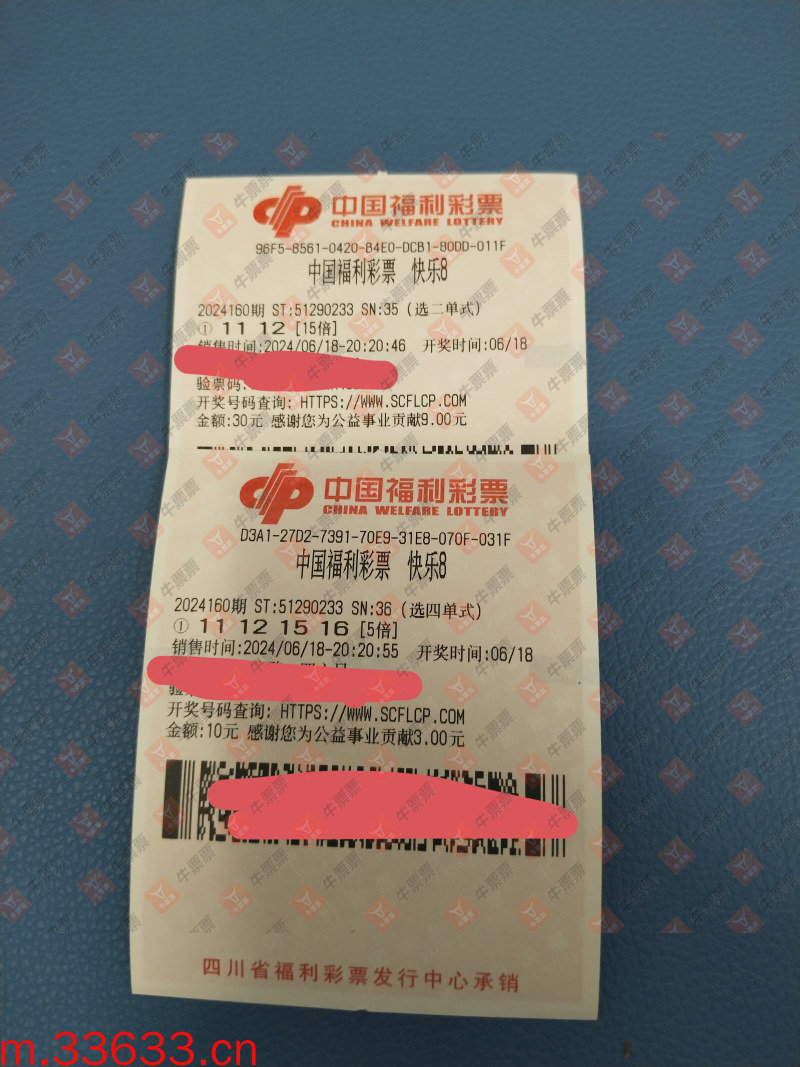 中国福利彩票
CHINA WELFARE LOTTERY
96F5-8561-0420-B4E0-DCB1-80DD-011F
中国福利彩票 快乐8
2024160期 ST:51290233 SN:35 (选二单式)
① 11 12 [15倍]
销售时间:2024/06/18-20:20:46 开奖时间:06/18
验票码:
开奖号码查询: HTTPS://WWW.SCFLCP.COM
金额:30元 感谢您为公益事业贡献9.00元
中国福利彩票
CHINA WELFARE LOTTERY
D3A1-27D2-7391-70E9-31E8-070F-031F
中国福利彩票 快乐8
2024160期 ST:51290233 SN:36 (选四单式)
① 11 12 15 16 [5倍]
销售时间:2024/06/18-20:20:55 开奖时间:06/18
验
开奖号码查询: HTTPS://WWW.SCFLCP.COM
金额:10元 感谢您为公益事业贡献3.00元
四川省福利彩票发行中心承销
牛票票
m.33633.cn